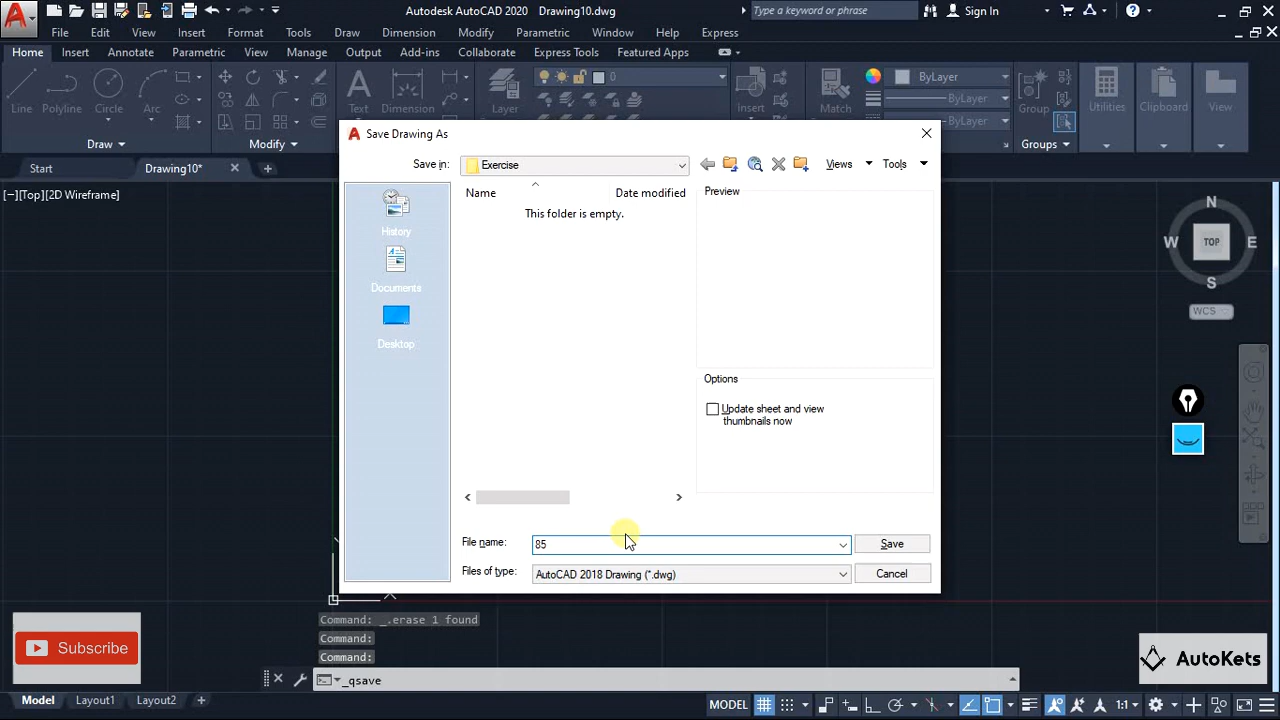 Autodesk AutoCAD 2020 Drawing10.dwg
Type a keyword or phrase
Sign In
File Edit View Insert Format Tools Draw Dimension Modify Parametric Window Help Express
Home Insert Annotate Parametric View Manage Output Add-ins Collaborate Express Tools Featured Apps
0
ByLayer
Line Polyline Circle Arc Text Dimension Layer Insert Match Group Utilities Clipboard View
ByLayer
ByLayer
Draw Modify Groups
Start Drawing10*
[−][Top][2D Wireframe]
Save Drawing As
Save in: Exercise
Views Tools
Name Date modified
This folder is empty.
Preview
History
Documents
Desktop
Options
Update sheet and view
thumbnails now
File name: 85 Save
Files of type: AutoCAD 2018 Drawing (*.dwg) Cancel
N
W TOP E
S
WCS
Command: _.erase 1 found
Command:
Command:
_qsave
Subscribe
AutoKets
Model Layout1 Layout2
MODEL
1:1